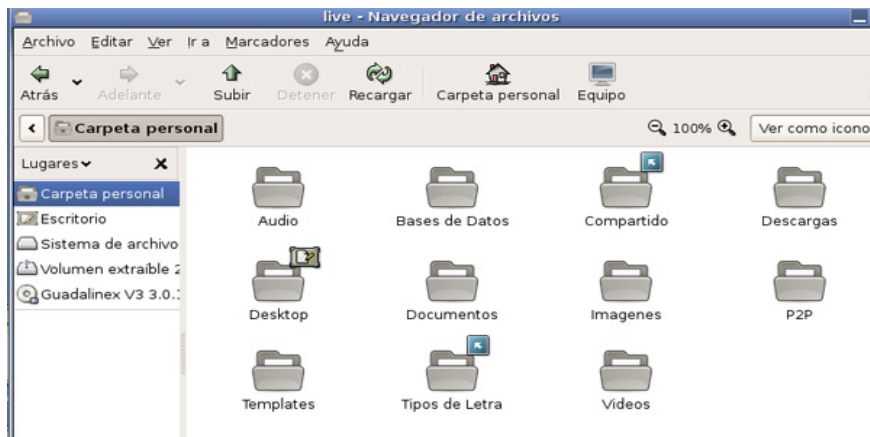 live - Navegador de archivos
Archivo Editar Ver Ir a Marcadores Ayuda
Atrás Adelante Subir Detener Recargar Carpeta personal Equipo
Carpeta personal 100% Ver como icono
Lugares
Carpeta personal
Escritorio
Sistema de archivo
Volumen extraíble 2
Guadalinex V3 3.0.
Audio Bases de Datos Compartido Descargas
Desktop Documentos Imagenes P2P
Templates Tipos de Letra Videos